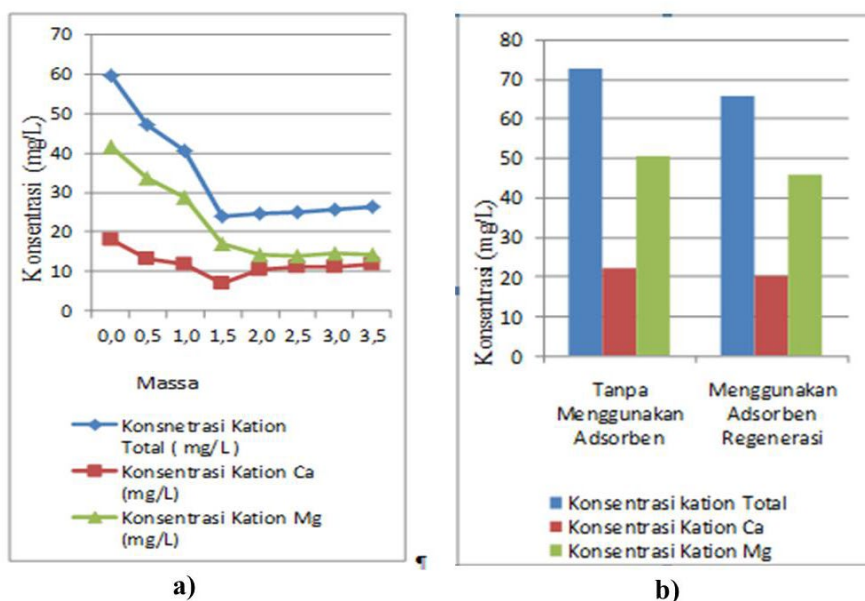 70
60
50
40
30
20
10
0
Konsentrasi (mg/L)
0,0 0,5 1,0 1,5 2,0 2,5 3,0 3,5
Massa
Konsnetrasi Kation
Total ( mg/L )
Konsentrasi Kation Ca
(mg/L)
Konsentrasi Kation Mg
(mg/L)
¶
a)
80
70
60
50
40
30
20
10
0
Konsentrasi (mg/L)
Tanpa
Menggunakan
Adsorben
Menggunakan
Adsorben
Regenerasi
Konsentrasi kation Total
Konsentrasi Kation Ca
Konsentrasi Kation Mg
b)